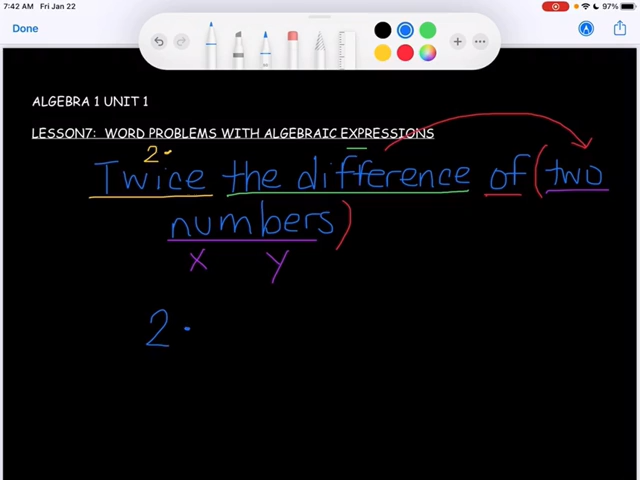 7:42 AM Fri Jan 22 97%
Done
ALGEBRA 1 UNIT 1
LESSON7: WORD PROBLEMS WITH ALGEBRAIC EXPRESSIONS
2·
Twice the difference of (two
numbers)
x y
2 ·